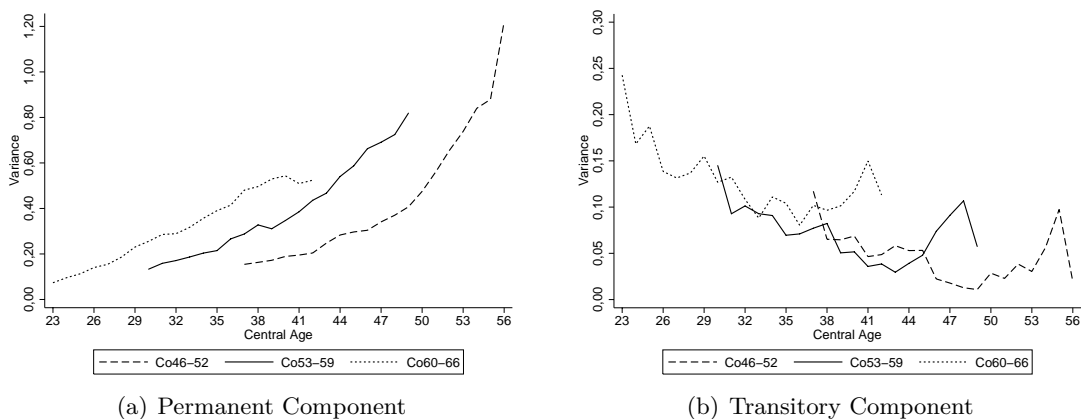 Variance
0,00 0,20 0,40 0,60 0,80 1,00 1,20
23 26 29 32 35 38 41 44 47 50 53 56
Central Age
Co46−52 Co53−59 Co60−66
(a) Permanent Component
Variance
0,00 0,05 0,10 0,15 0,20 0,25 0,30
23 26 29 32 35 38 41 44 47 50 53 56
Central Age
Co46−52 Co53−59 Co60−66
(b) Transitory Component